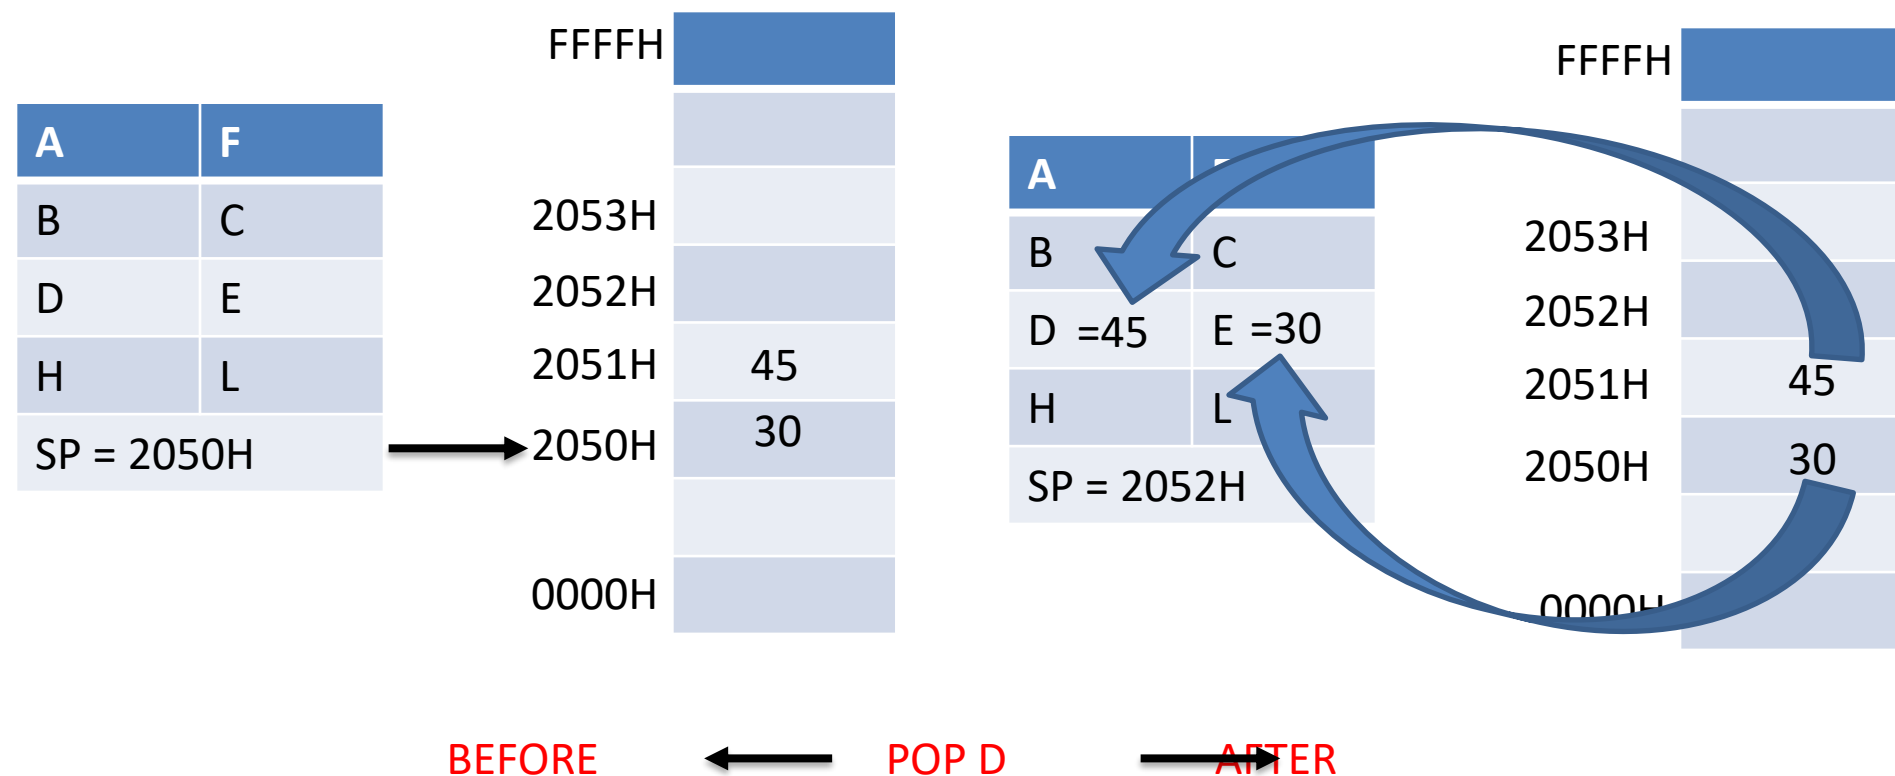 FFFFH
A F
B C
D E
H L
SP = 2050H
2053H
2052H
2051H 45
2050H 30
0000H
FFFFH
A
B C
D =45 E =30
H L
SP = 2052H
2053H
2052H
2051H 45
2050H 30
0000H
BEFORE POP D AFTER